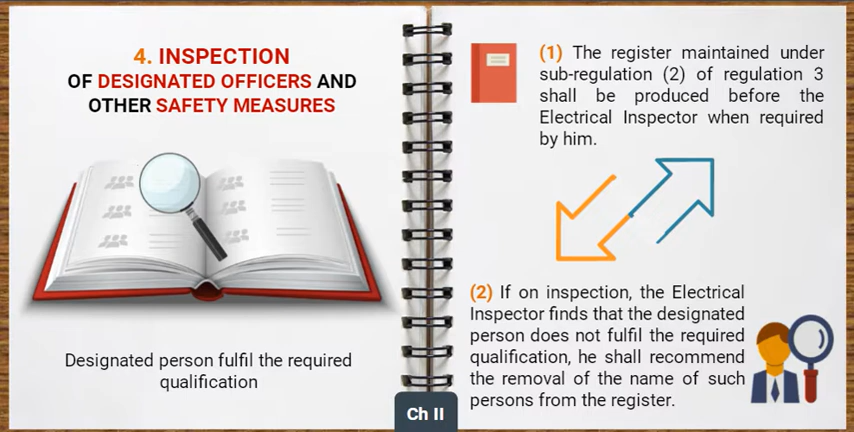 4. INSPECTION
OF DESIGNATED OFFICERS AND
OTHER SAFETY MEASURES
Designated person fulfil the required
qualification
(1) The register maintained under
sub-regulation (2) of regulation 3
shall be produced before the
Electrical Inspector when required
by him.
(2) If on inspection, the Electrical
Inspector finds that the designated
person does not fulfil the required
qualification, he shall recommend
the removal of the name of such
persons from the register.
Ch II